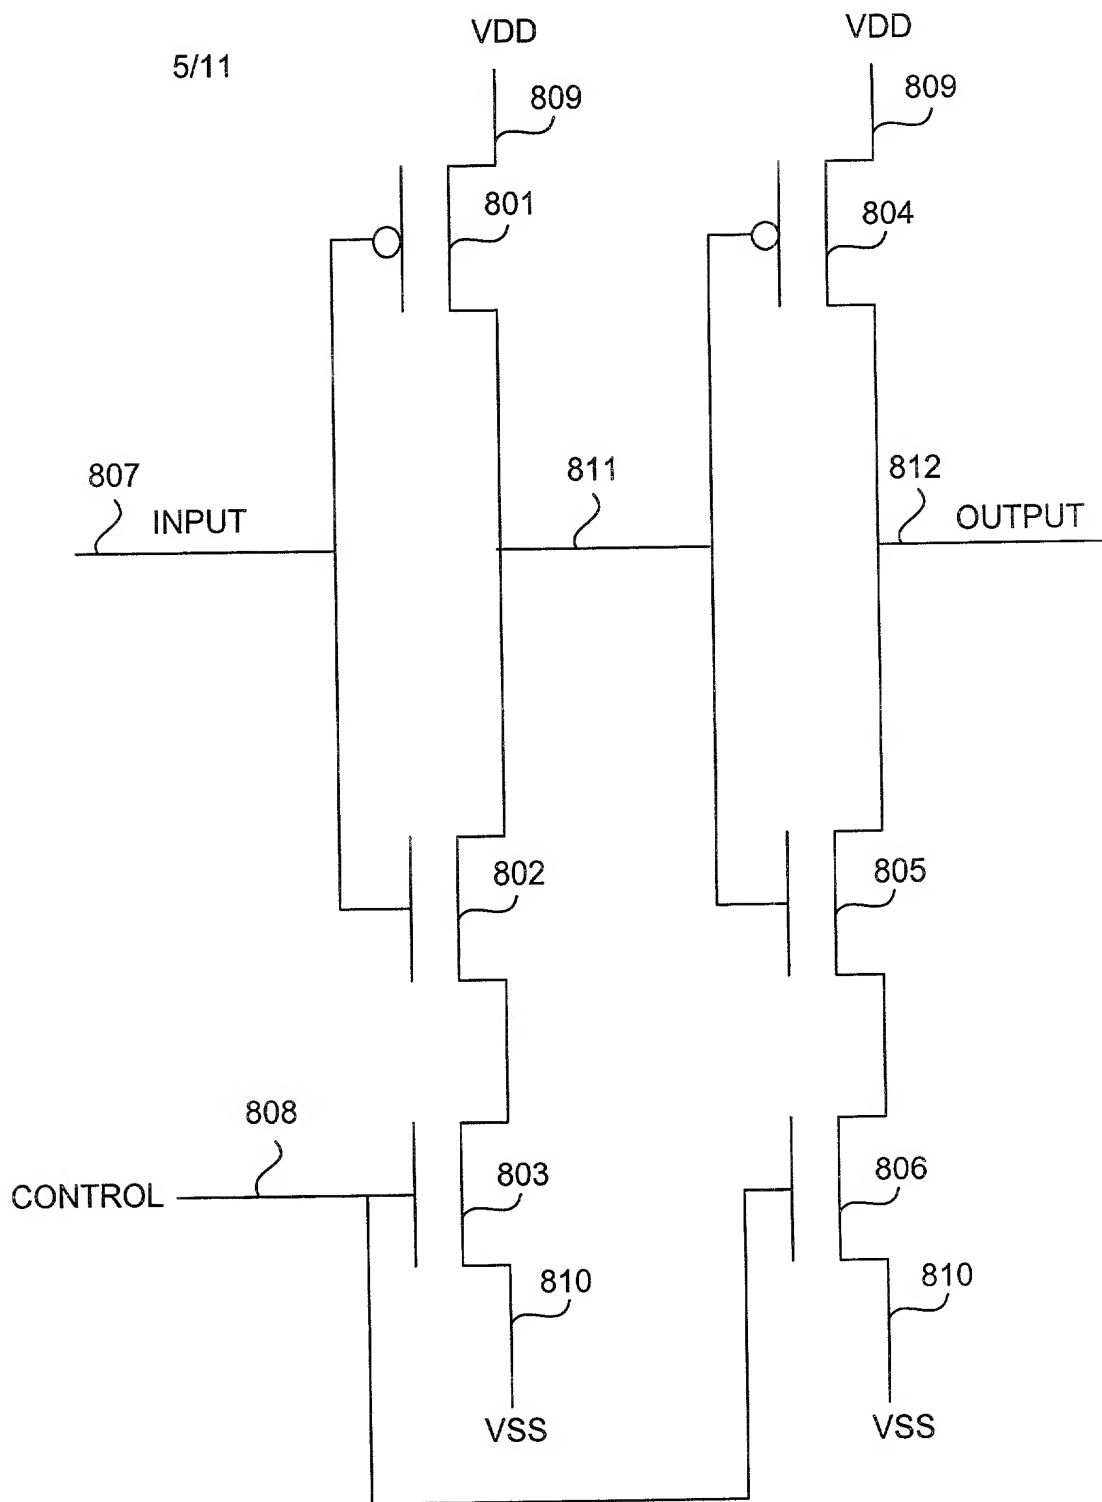 5/11
VDD
VDD
809
809
801
804
807
INPUT
811
812
OUTPUT
802
805
808
CONTROL
803
806
810
810
VSS
VSS